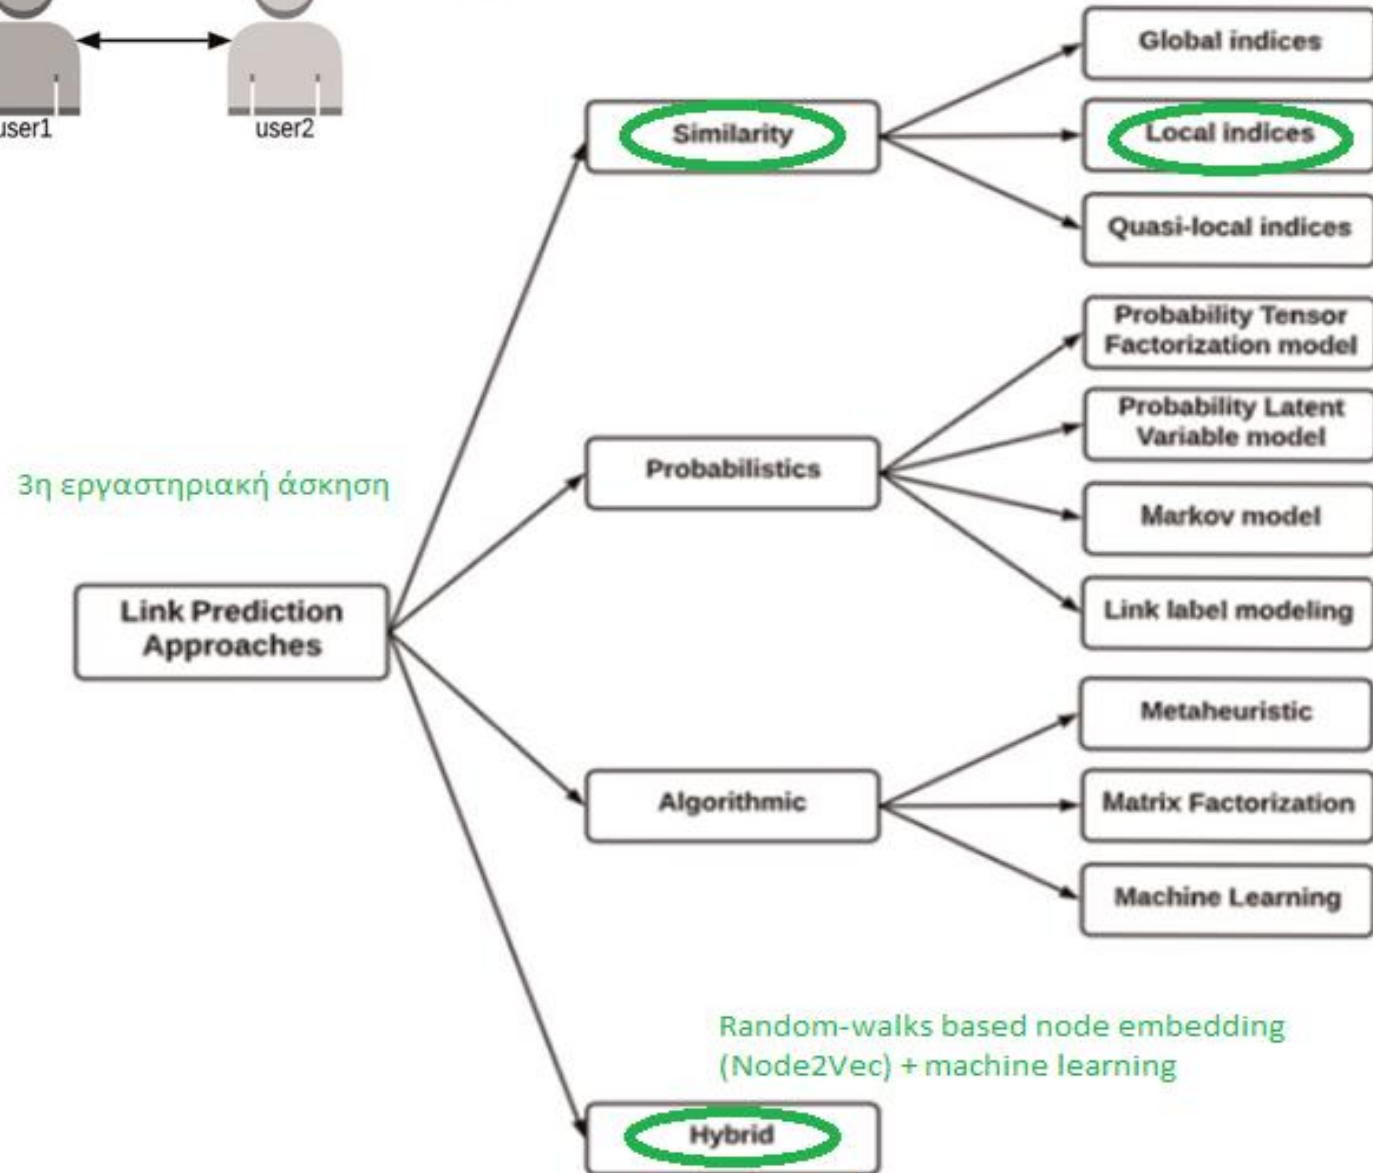 user1
user2
Global indices
Similarity
Local indices
Quasi-local indices
Probability Tensor
Factorization model
Probability Latent
Variable model
Probabilistics
3η εργαστηριακή άσκηση
Markov model
Link label modeling
Link Prediction
Approaches
Metaheuristic
Algorithmic
Matrix Factorization
Machine Learning
Random-walks based node embedding
(Node2Vec) + machine learning
Hybrid